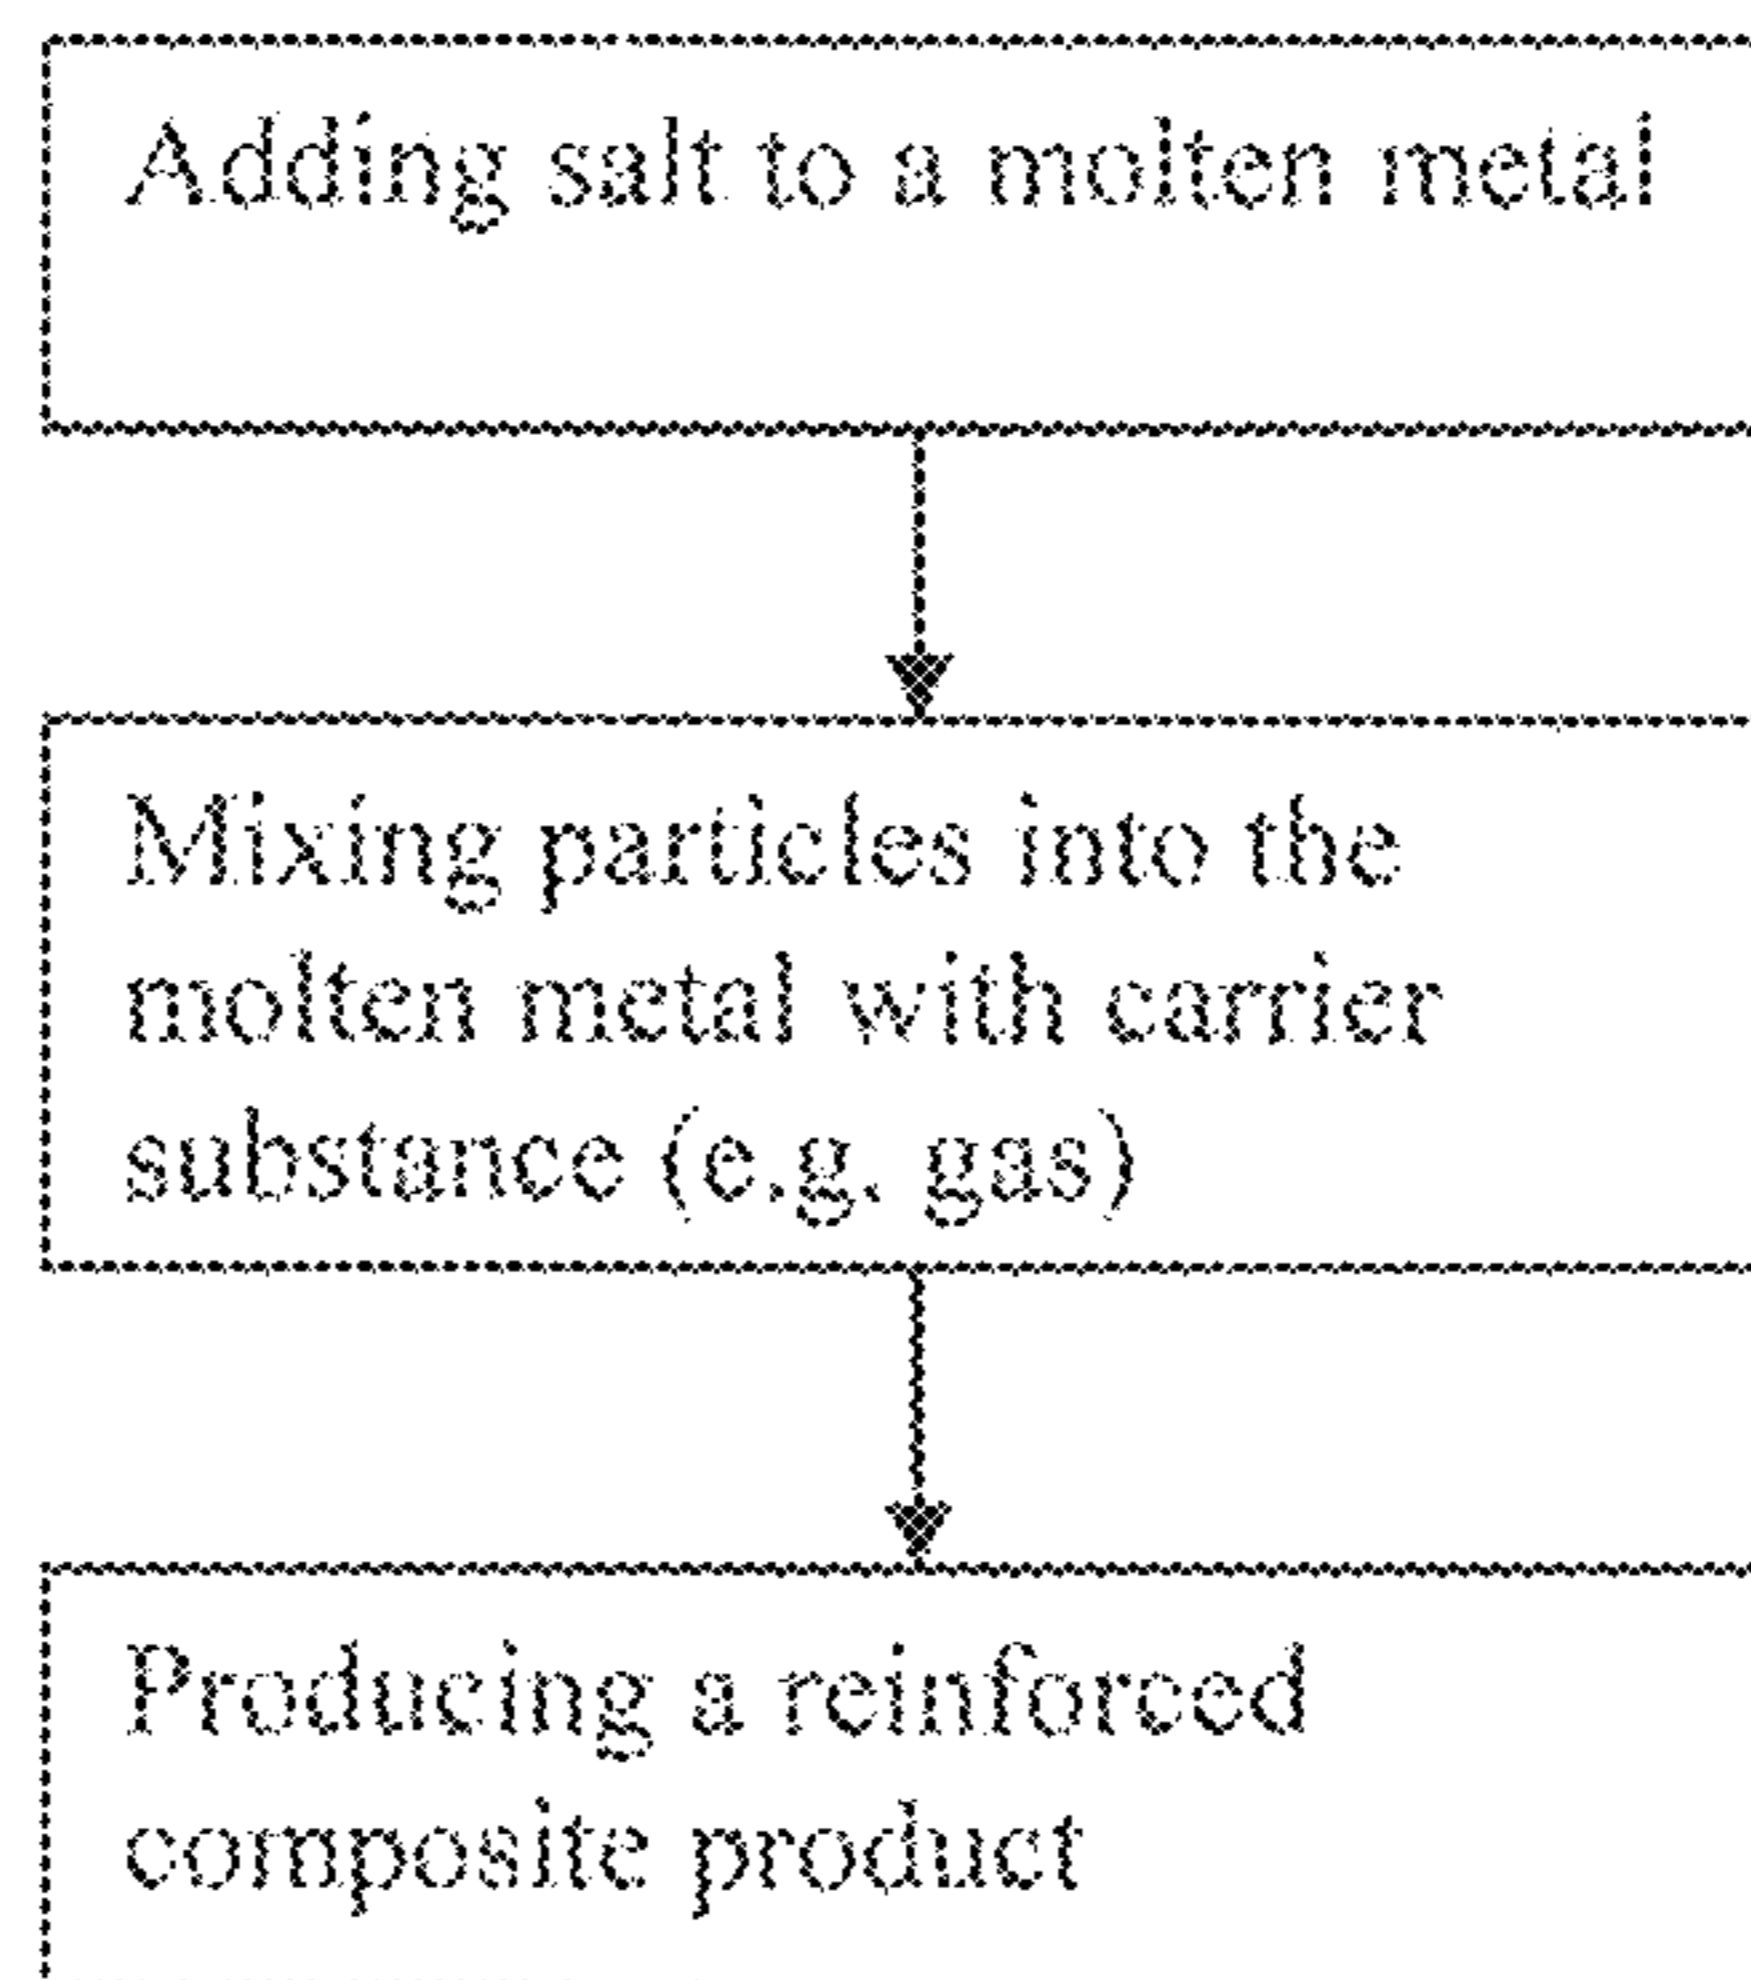 Adding salt to a molten metal
Mixing particles into the
molten metal with carrier
substance (e.g. gas)
Producing a reinforced
composite product